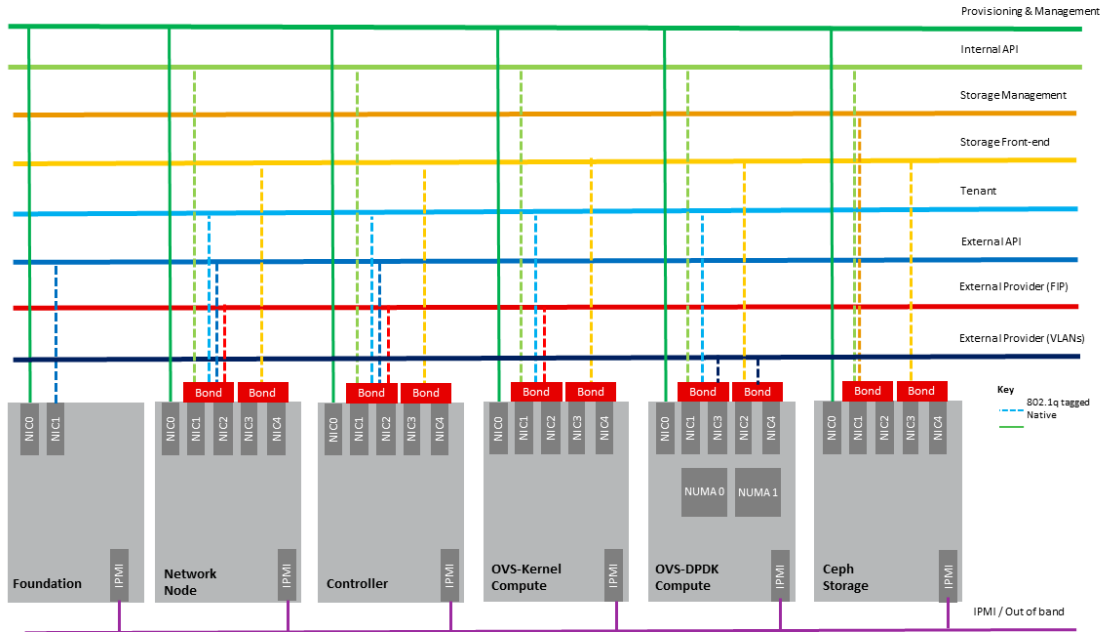 Provisioning & Management
Internal API
Storage Management
Storage Front-end
Tenant
External API
External Provider (FIP)
External Provider (VLANs)
Key
802.1q tagged
Native
Bond Bond
Bond Bond
Bond Bond
Bond Bond
Bond Bond
NIC0 NIC1
NIC0 NIC1 NIC2 NIC3 NIC4
NIC0 NIC1 NIC2 NIC3 NIC4
NIC0 NIC1 NIC2 NIC3 NIC4
NIC0 NIC1 NIC3 NIC2 NIC4
NIC0 NIC1 NIC2 NIC3 NIC4
NUMA 0 NUMA 1
Foundation
IPMI
Network
Node
IPMI
Controller
IPMI
OVS-Kernel
Compute
IPMI
OVS-DPDK
Compute
IPMI
Ceph
Storage
IPMI
IPMI / Out of band